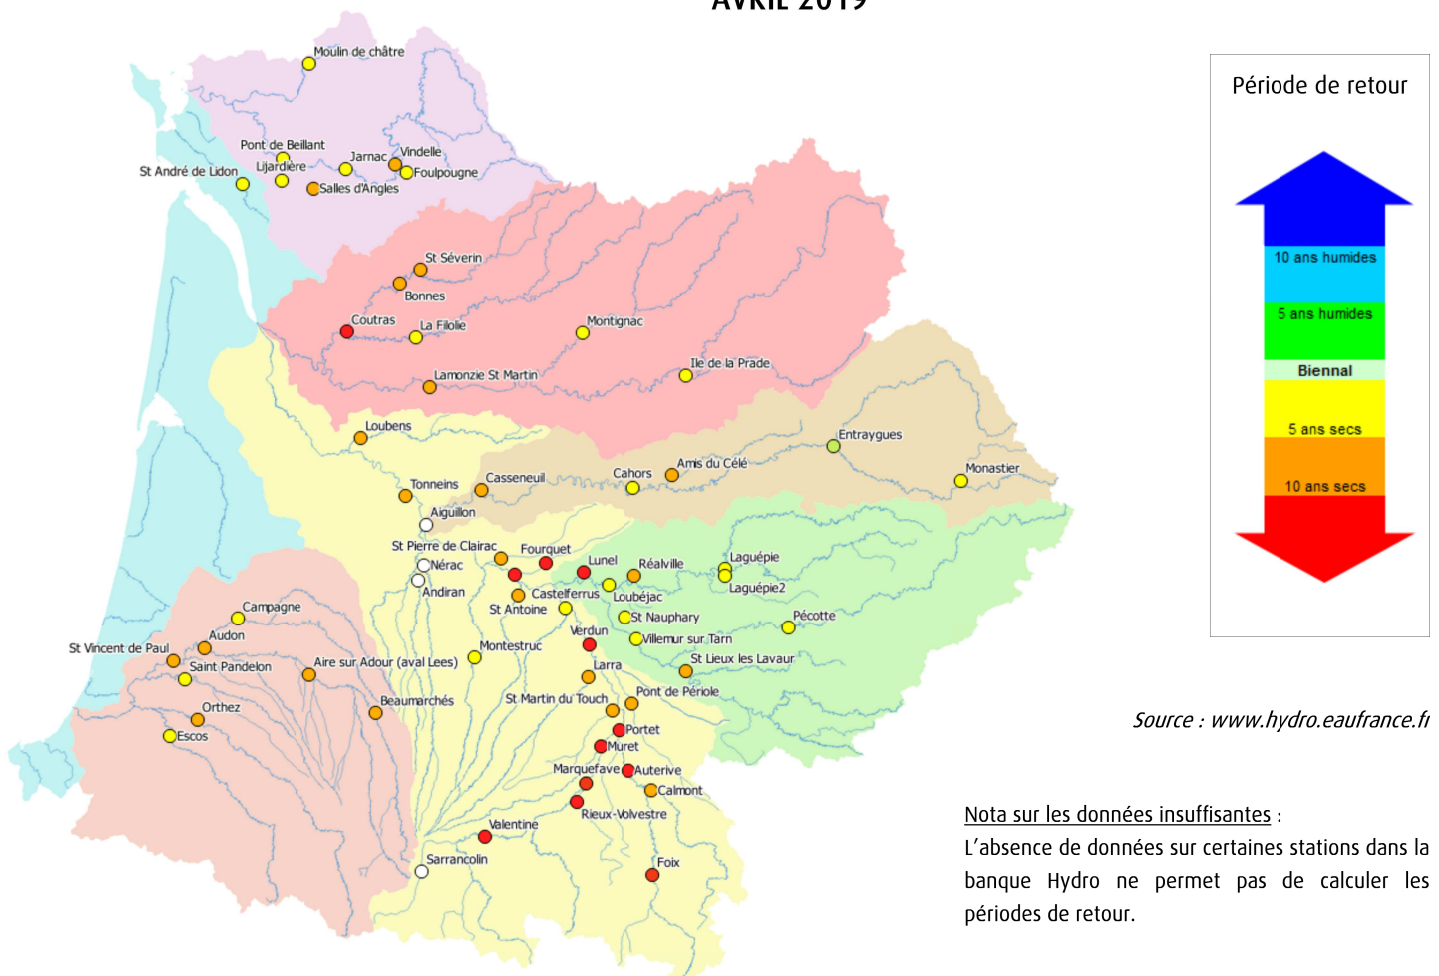 AVRIL 2019
Moulin de châtre
Pont de Beillant
Lijardière
Jarnac
Vindelle
Foulpougne
St André de Lidon
Salles d'Angles
St Séverin
Bonnes
Coutras
La Filolie
Montignac
Ile de la Prade
Lamonzie St Martin
Loubens
Entraygues
Tonneins
Casseneuil
Cahors
Amis du Célé
Monastier
Aiguillon
St Pierre de Clairac
Fourquet
Nérac
Andiran
Lunel
Réalville
Laguépie
Laguépie2
St Antoine
Castelferrus
Loubéjac
St Nauphary
Pécotte
Campagne
Audon
St Vincent de Paul
Saint Pandelon
Aire sur Adour (aval Lees)
Montestruc
Verdun
Villemur sur Tarn
Larra
St Lieux les Lavaur
Orthez
Beaumarchés
St Martin du Touch
Pont de Périole
Escos
Portet
Muret
Marquefave
Auterive
Calmont
Rieux-Volvestre
Valentine
Sarrancolin
Foix
Période de retour
10 ans humides
5 ans humides
Biennal
5 ans secs
10 ans secs
Source : www.hydro.eaufrance.fr
Nota sur les données insuffisantes :
L'absence de données sur certaines stations dans la
banque Hydro ne permet pas de calculer les
périodes de retour.